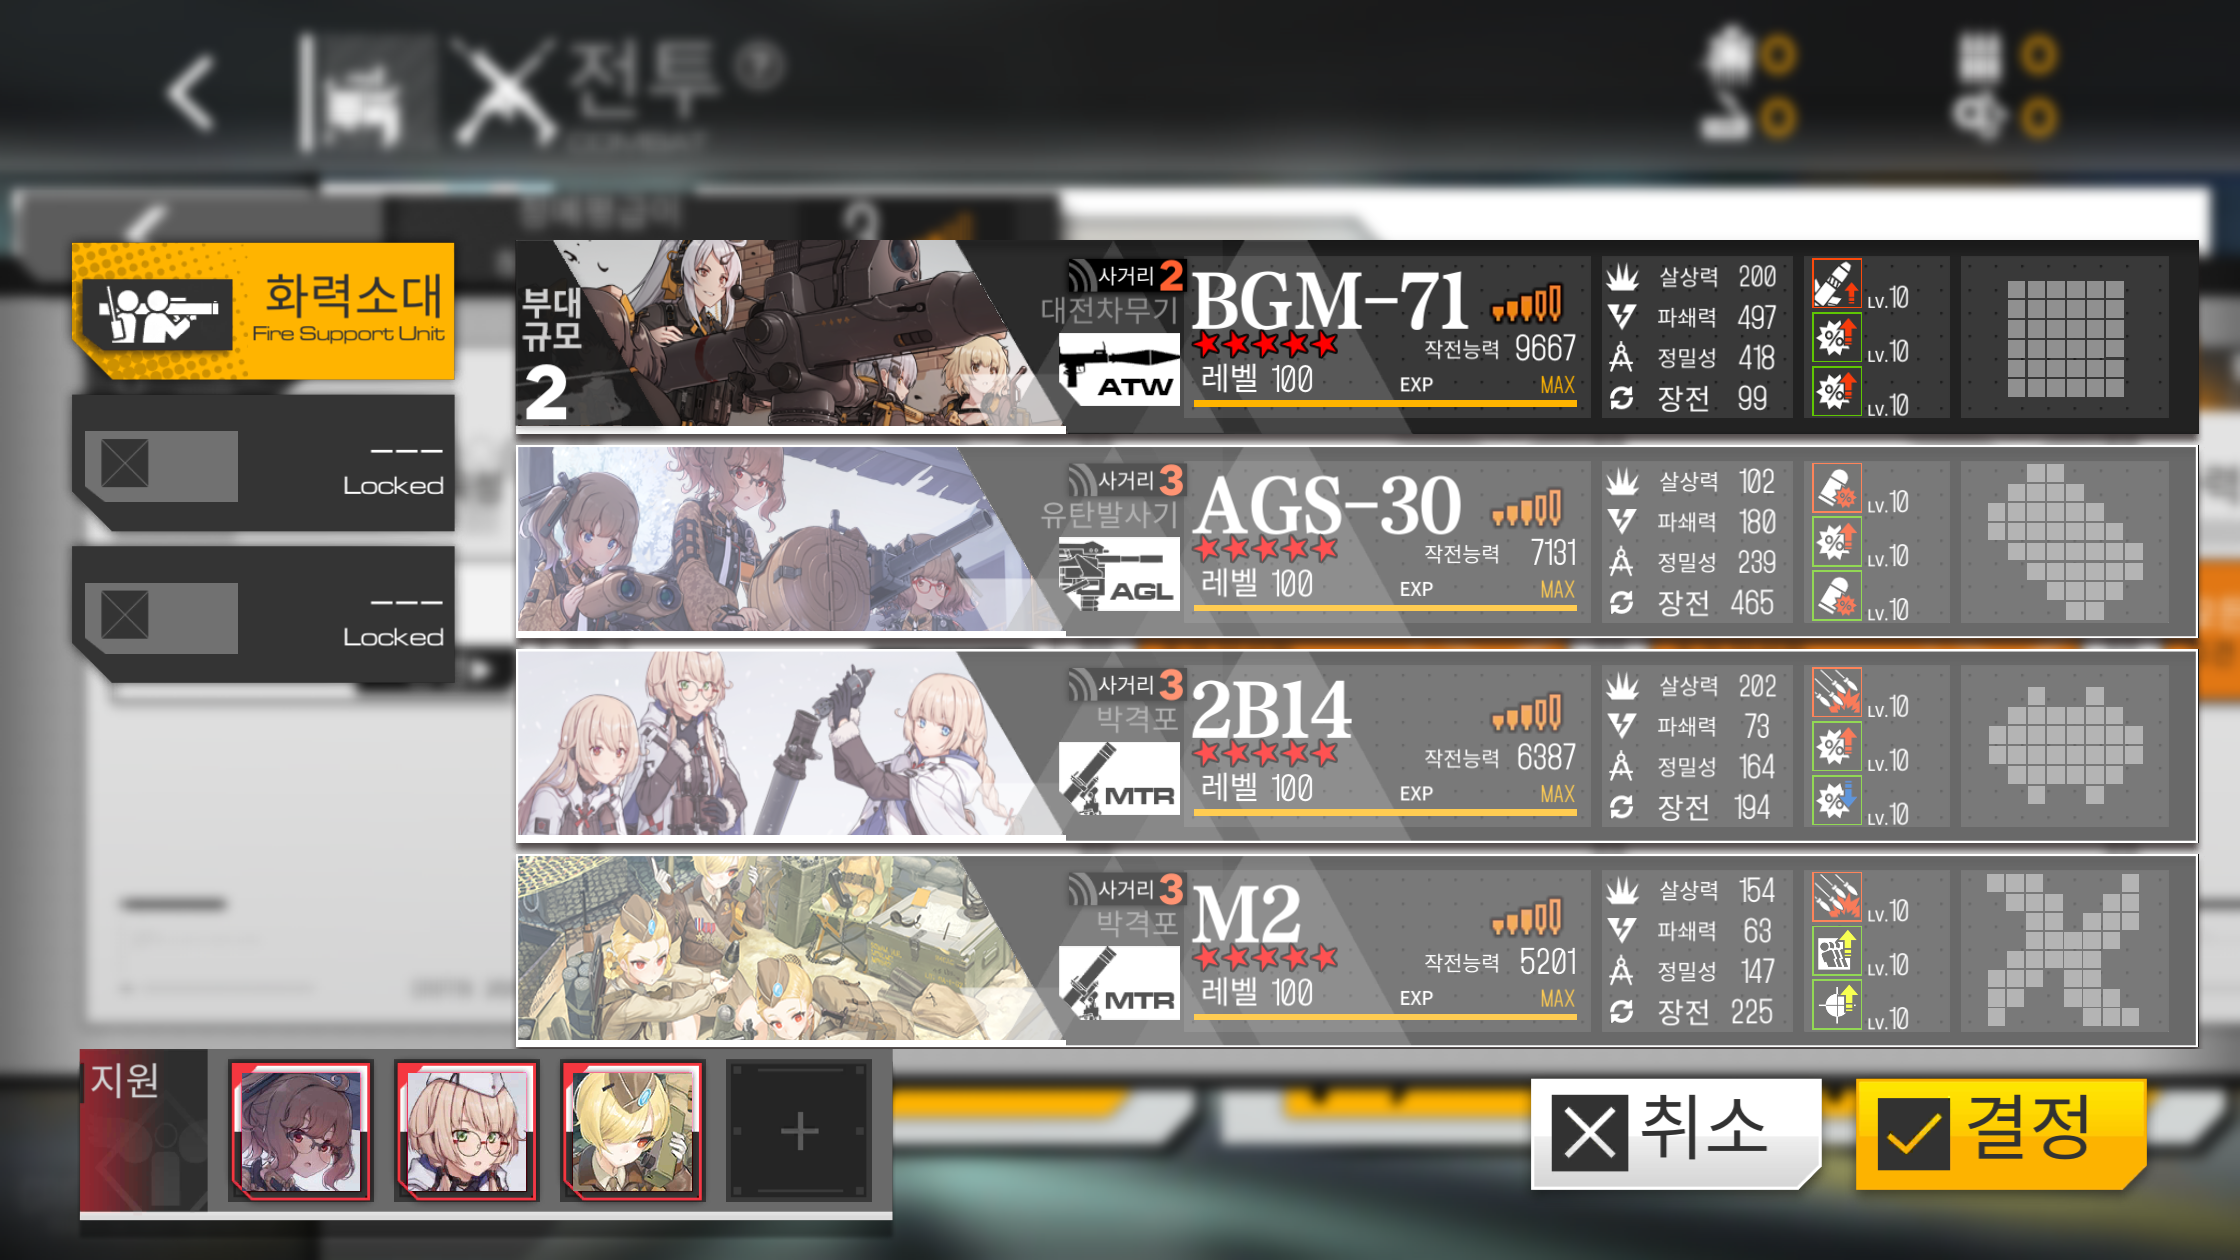 전투 ?
COMBAT
0
0
0
0
화력소대
Fire Support Unit
---
Locked
---
Locked
부대
규모
2
사거리 2
대전차무기
ATW
BGM-71
작전능력 9667
레벨 100
EXP
MAX
살상력 200
파쇄력 497
정밀성 418
장전 99
LV.10
LV.10
LV.10
사거리 3
유탄발사기
AGL
AGS-30
작전능력 7131
레벨 100
EXP
MAX
살상력 102
파쇄력 180
정밀성 239
장전 465
LV.10
LV.10
LV.10
사거리 3
박격포
MTR
2B14
작전능력 6387
레벨 100
EXP
MAX
살상력 202
파쇄력 73
정밀성 164
장전 194
LV.10
LV.10
LV.10
사거리 3
박격포
MTR
M2
작전능력 5201
레벨 100
EXP
MAX
살상력 154
파쇄력 63
정밀성 147
장전 225
LV.10
LV.10
LV.10
지원
취소
결정